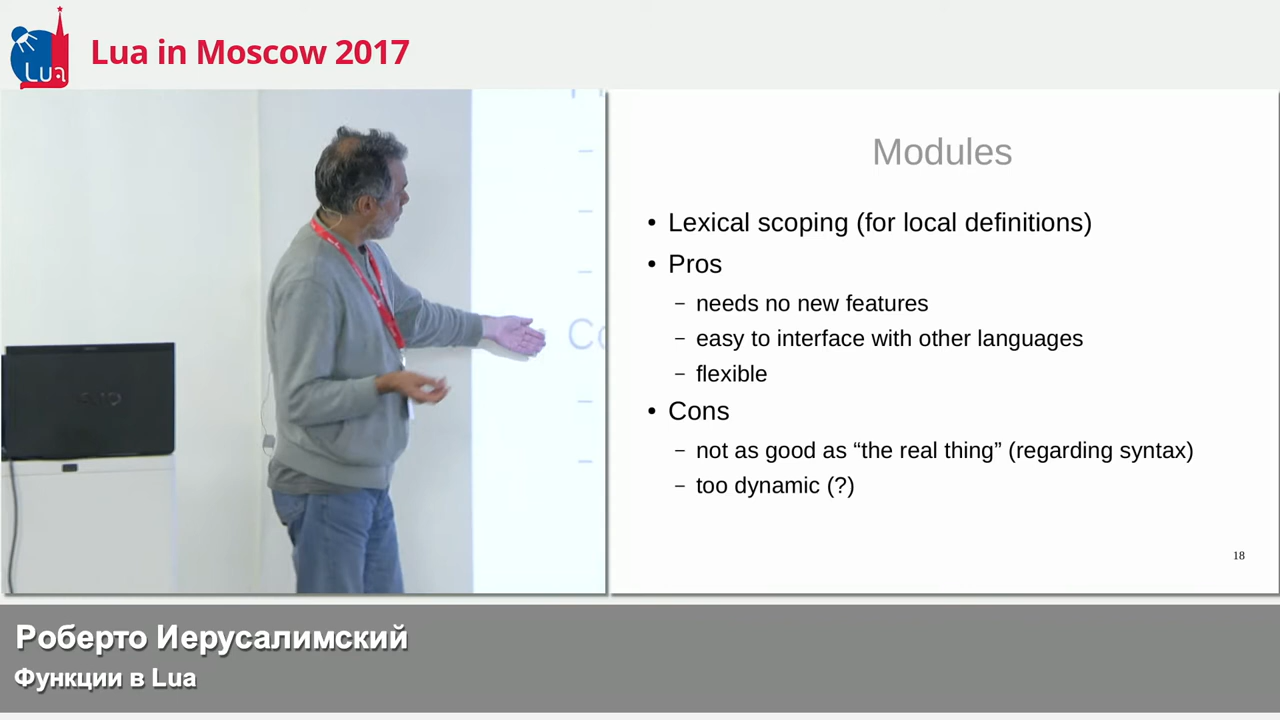 Lua
Lua in Moscow 2017
Co
Modules
• Lexical scoping (for local definitions)
• Pros
– needs no new features
– easy to interface with other languages
– flexible
• Cons
– not as good as “the real thing” (regarding syntax)
– too dynamic (?)
18
Роберто Иерусалимский
Функции в Lua